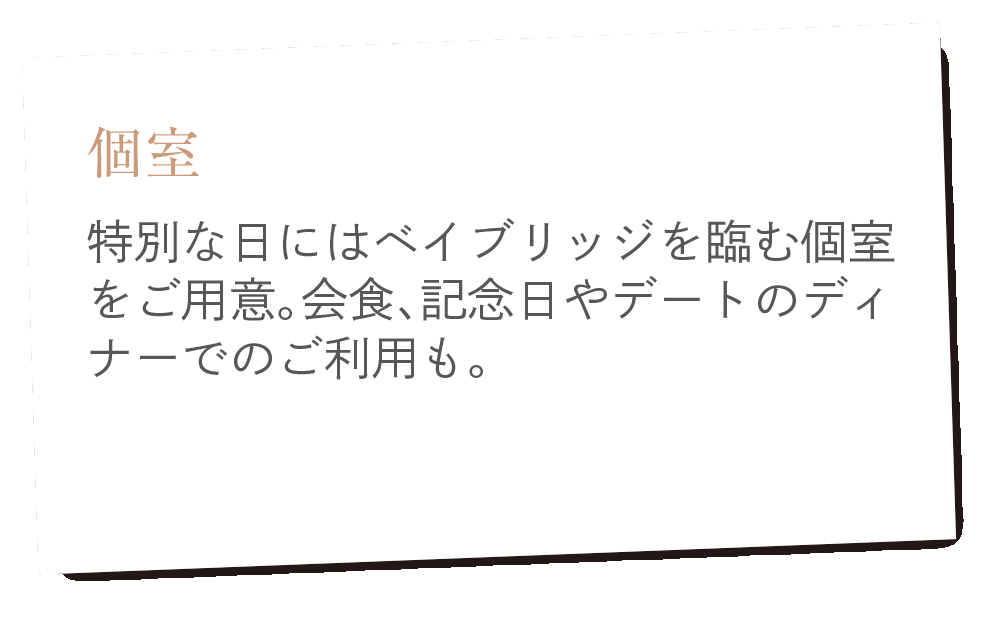 個室
特別な日にはベイブリッジを臨む個室
をご用意。会食、記念日やデートのディ
ナーでのご利用も。